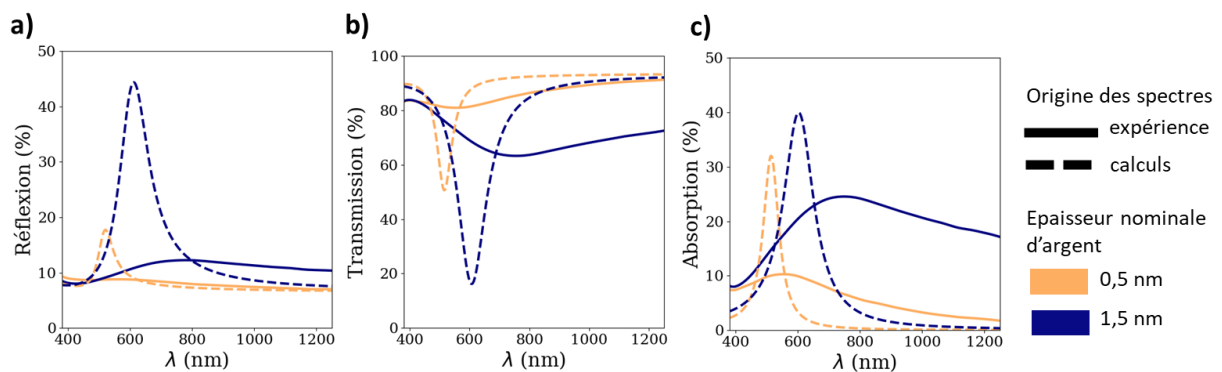 a)
50
40
30
20
10
0
Réflexion (%)
400 600 800 1000 1200
λ (nm)
b)
100
80
60
40
20
0
Transmission (%)
400 600 800 1000 1200
λ (nm)
c)
50
40
30
20
10
0
Absorption (%)
400 600 800 1000 1200
λ (nm)
Origine des spectres
expérience
calculs
Epaisseur nominale
d'argent
0,5 nm
1,5 nm